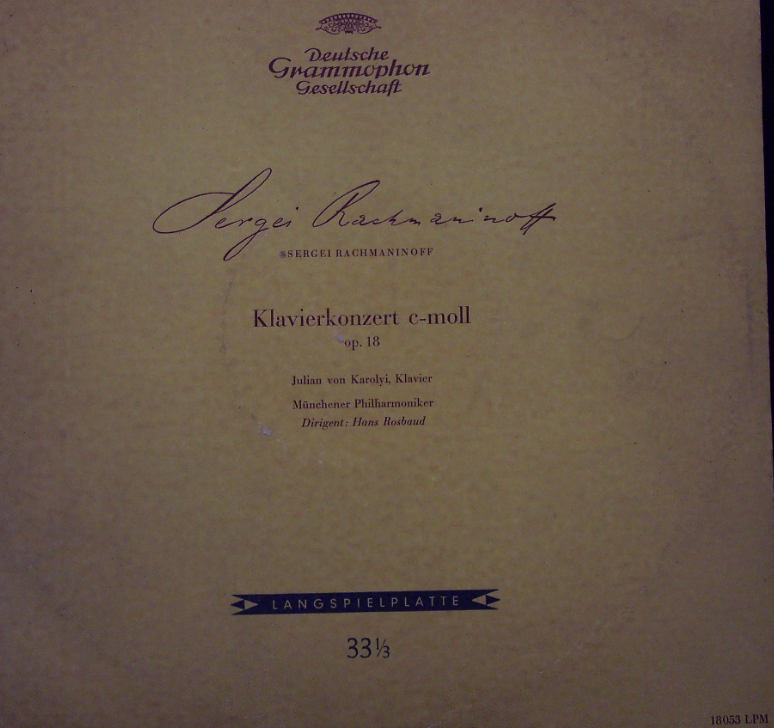 Deutsche
Grammophon
Gesellschaft
Sergei Rachmaninoff
SERGEI RACHMANINOFF
Klavierkonzert c-moll
op. 18
Julian von Karolyi, Klavier
Münchener Philharmoniker
Dirigent: Hans Rosbaud
LANGSPIELPLATTE
33⅓
18053 LPM